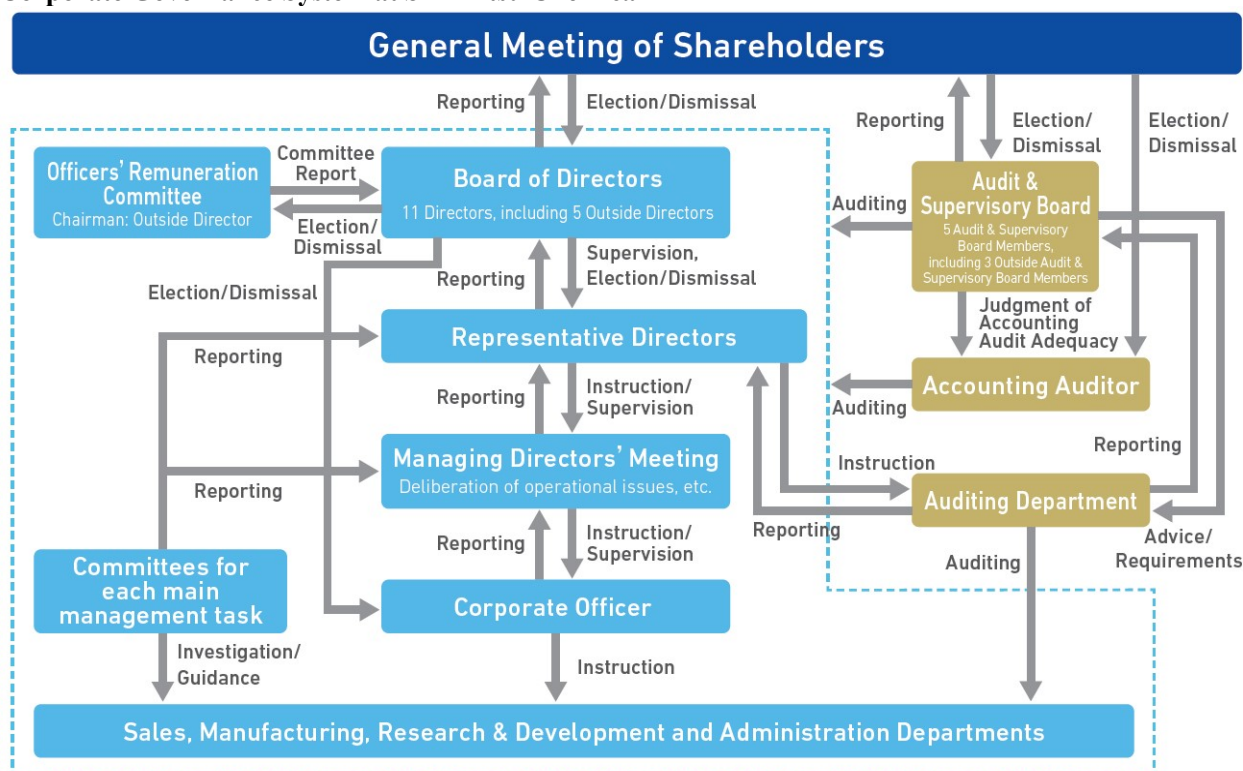 General Meeting of Shareholders
Reporting
Election/Dismissal
Reporting
Election/
Dismissal
Election/
Dismissal
Officers’ Remuneration
Committee
Chairman: Outside Director
Committee
Report
Election/
Dismissal
Board of Directors
11 Directors, including 5 Outside Directors
Auditing
Audit &
Supervisory Board
5 Audit & Supervisory
Board Members,
including 3 Outside Audit &
Supervisory Board Members
Election/Dismissal
Reporting
Supervision,
Election/Dismissal
Judgment of
Accounting
Audit Adequacy
Reporting
Representative Directors
Accounting Auditor
Auditing
Reporting
Instruction/
Supervision
Reporting
Managing Directors’ Meeting
Deliberation of operational issues, etc.
Reporting
Instruction
Auditing Department
Reporting
Advice/
Requirements
Reporting
Instruction/
Supervision
Auditing
Committees for
each main
management task
Corporate Officer
Investigation/
Guidance
Instruction
Sales, Manufacturing, Research & Development and Administration Departments